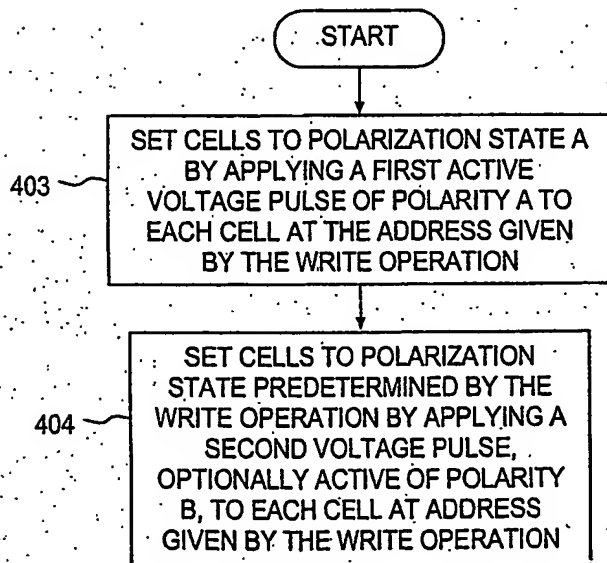 START
403
SET CELLS TO POLARIZATION STATE A
BY APPLYING A FIRST ACTIVE
VOLTAGE PULSE OF POLARITY A TO
EACH CELL AT THE ADDRESS GIVEN
BY THE WRITE OPERATION
404
SET CELLS TO POLARIZATION
STATE PREDETERMINED BY THE
WRITE OPERATION BY APPLYING A
SECOND VOLTAGE PULSE,
OPTIONALLY ACTIVE OF POLARITY
B, TO EACH CELL AT ADDRESS
GIVEN BY THE WRITE OPERATION